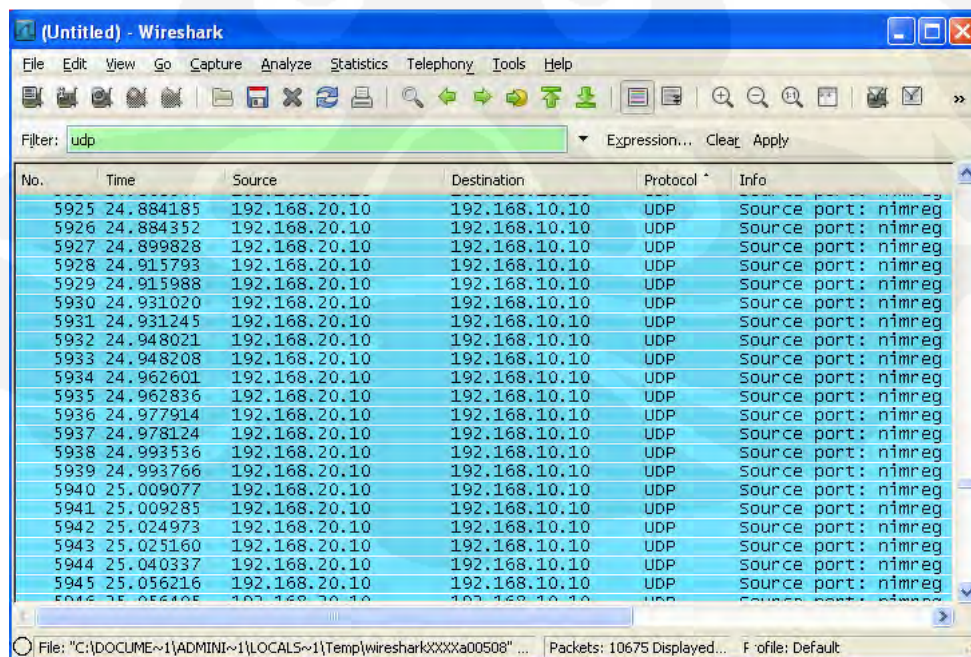 (Untitled) - Wireshark
File Edit View Go Capture Analyze Statistics Telephony Tools Help
Filter: udp Expression... Clear Apply
No. Time Source Destination Protocol Info
5925 24.884185 192.168.20.10 192.168.10.10 UDP Source port: nimreg
5926 24.884352 192.168.20.10 192.168.10.10 UDP Source port: nimreg
5927 24.899828 192.168.20.10 192.168.10.10 UDP Source port: nimreg
5928 24.915793 192.168.20.10 192.168.10.10 UDP Source port: nimreg
5929 24.915988 192.168.20.10 192.168.10.10 UDP Source port: nimreg
5930 24.931020 192.168.20.10 192.168.10.10 UDP Source port: nimreg
5931 24.931245 192.168.20.10 192.168.10.10 UDP Source port: nimreg
5932 24.948021 192.168.20.10 192.168.10.10 UDP Source port: nimreg
5933 24.948208 192.168.20.10 192.168.10.10 UDP Source port: nimreg
5934 24.962601 192.168.20.10 192.168.10.10 UDP Source port: nimreg
5935 24.962836 192.168.20.10 192.168.10.10 UDP Source port: nimreg
5936 24.977914 192.168.20.10 192.168.10.10 UDP Source port: nimreg
5937 24.978124 192.168.20.10 192.168.10.10 UDP Source port: nimreg
5938 24.993536 192.168.20.10 192.168.10.10 UDP Source port: nimreg
5939 24.993766 192.168.20.10 192.168.10.10 UDP Source port: nimreg
5940 25.009077 192.168.20.10 192.168.10.10 UDP Source port: nimreg
5941 25.009285 192.168.20.10 192.168.10.10 UDP Source port: nimreg
5942 25.024973 192.168.20.10 192.168.10.10 UDP Source port: nimreg
5943 25.025160 192.168.20.10 192.168.10.10 UDP Source port: nimreg
5944 25.040337 192.168.20.10 192.168.10.10 UDP Source port: nimreg
5945 25.056216 192.168.20.10 192.168.10.10 UDP Source port: nimreg
File: "C:\DOCUME~1\ADMINI~1\LOCALS~1\Temp\wiresharkXXXXa00508" ... Packets: 10675 Displayed... Profile: Default